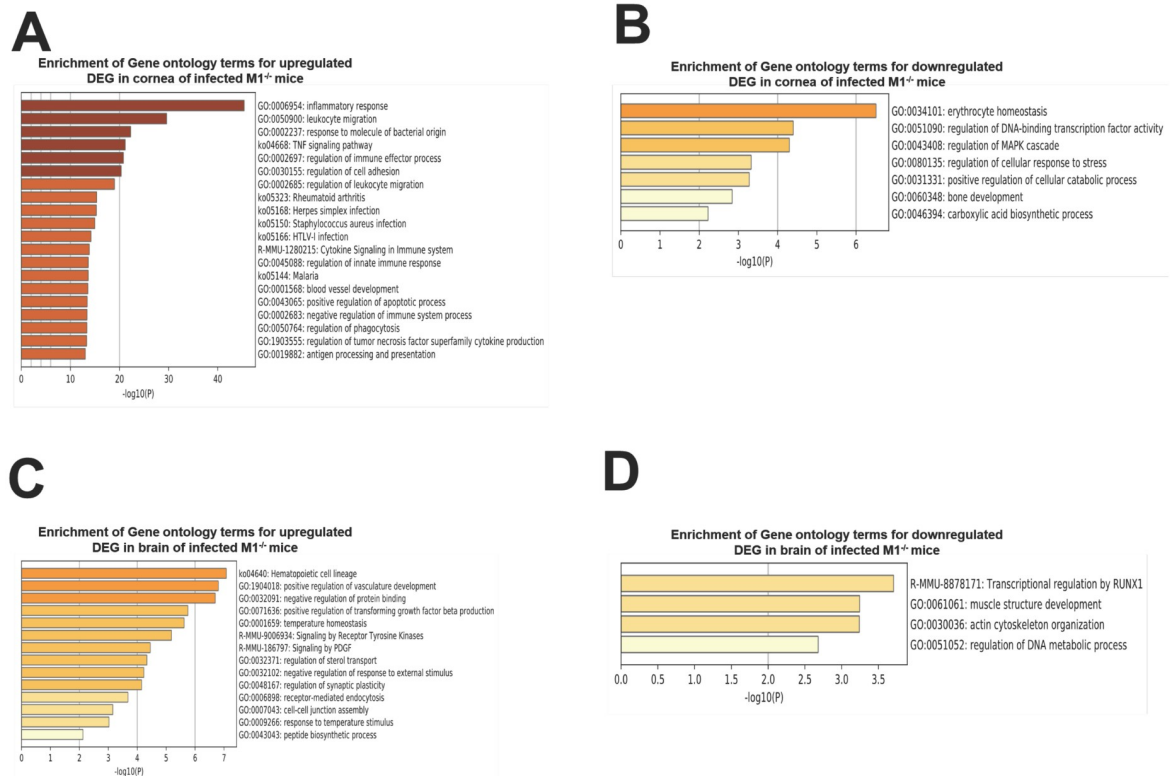 A
Enrichment of Gene ontology terms for upregulated
DEG in cornea of infected M1-/- mice
GO:0006954: inflammatory response
GO:0050900: leukocyte migration
GO:0002237: response to molecule of bacterial origin
ko04668: TNF signaling pathway
GO:0002697: regulation of immune effector process
GO:0030155: regulation of cell adhesion
GO:0002685: regulation of leukocyte migration
ko05323: Rheumatoid arthritis
ko05168: Herpes simplex infection
ko05150: Staphylococcus aureus infection
ko05166: HTLV-I infection
R-MMU-1280215: Cytokine Signaling in Immune system
GO:0045088: regulation of innate immune response
ko05144: Malaria
GO:0001568: blood vessel development
GO:0043065: positive regulation of apoptotic process
GO:0002683: negative regulation of immune system process
GO:0050764: regulation of phagocytosis
GO:1903555: regulation of tumor necrosis factor superfamily cytokine production
GO:0019882: antigen processing and presentation
0 10 20 30 40
-log10(P)
B
Enrichment of Gene ontology terms for downregulated
DEG in cornea of infected M1-/- mice
GO:0034101: erythrocyte homeostasis
GO:0051090: regulation of DNA-binding transcription factor activity
GO:0043408: regulation of MAPK cascade
GO:0080135: regulation of cellular response to stress
GO:0031331: positive regulation of cellular catabolic process
GO:0060348: bone development
GO:0046394: carboxylic acid biosynthetic process
0 1 2 3 4 5 6
-log10(P)
C
Enrichment of Gene ontology terms for upregulated
DEG in brain of infected M1-/- mice
ko04640: Hematopoietic cell lineage
GO:1904018: positive regulation of vasculature development
GO:0032091: negative regulation of protein binding
GO:0071636: positive regulation of transforming growth factor beta production
GO:0001659: temperature homeostasis
R-MMU-9006934: Signaling by Receptor Tyrosine Kinases
R-MMU-186797: Signaling by PDGF
GO:0032371: regulation of sterol transport
GO:0032102: negative regulation of response to external stimulus
GO:0048167: regulation of synaptic plasticity
GO:0006898: receptor-mediated endocytosis
GO:0007043: cell-cell junction assembly
GO:0009266: response to temperature stimulus
GO:0043043: peptide biosynthetic process
0 1 2 3 4 5 6 7
-log10(P)
D
Enrichment of Gene ontology terms for downregulated
DEG in brain of infected M1-/- mice
R-MMU-8878171: Transcriptional regulation by RUNX1
GO:0061061: muscle structure development
GO:0030036: actin cytoskeleton organization
GO:0051052: regulation of DNA metabolic process
0.0 0.5 1.0 1.5 2.0 2.5 3.0 3.5
-log10(P)